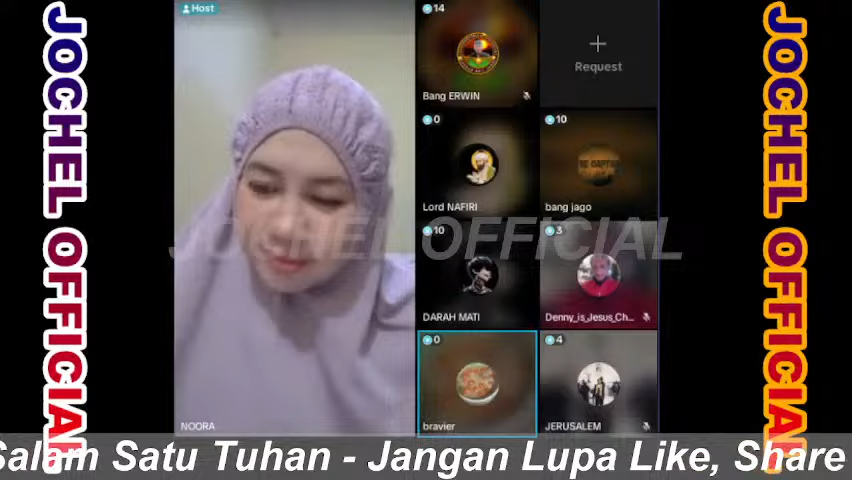 JOCHEL OFFICIAL
Host
14
Bang ERWIN
Request
0
Lord NAFIRI
10
bang jago
10
DARAH MATI
3
Denny_is_Jesus_Ch...
0
bravier
4
JERUSALEM
NOORA
JOCHEL OFFICIAL
JOCHEL OFFICIAL
Salam Satu Tuhan - Jangan Lupa Like, Share